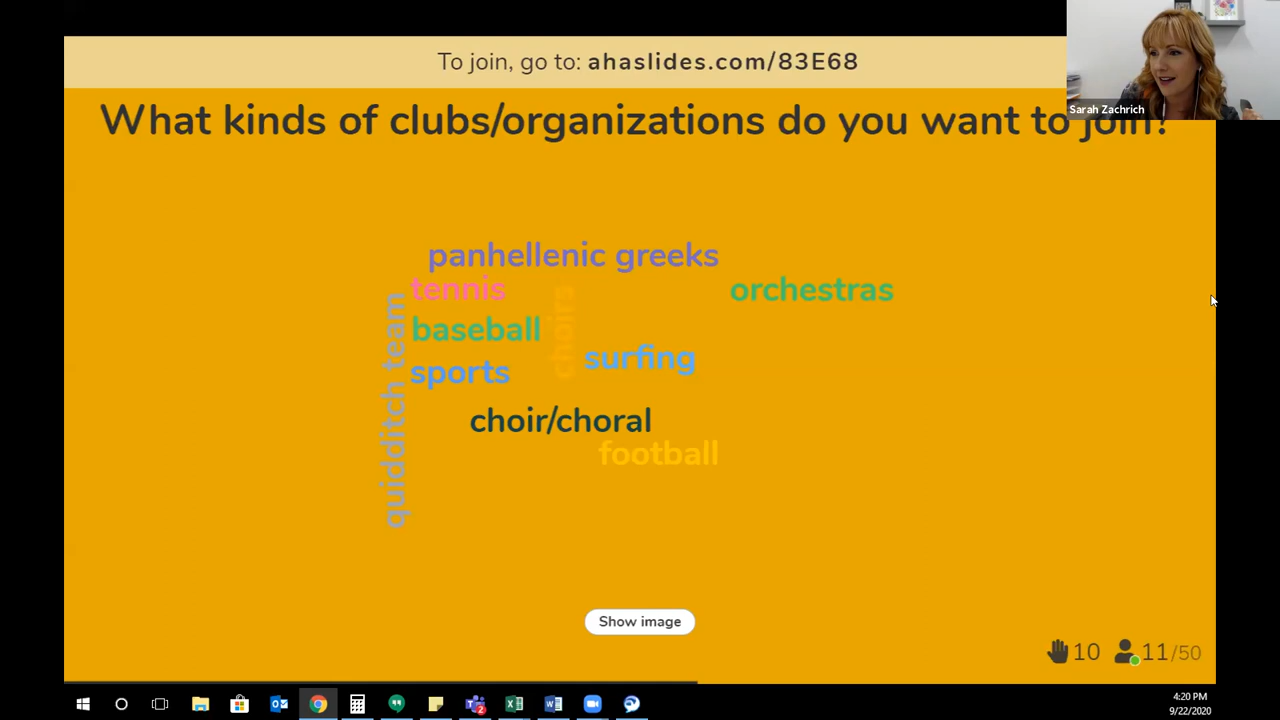 To join, go to: ahaslides.com/83E68
Sarah Zachrich
What kinds of clubs/organizations do you want to join?
panhellenic greeks
tennis
orchestras
choirs
quidditch team
baseball
surfing
sports
choir/choral
football
Show image
10 11/50
2
4:20 PM
9/22/2020